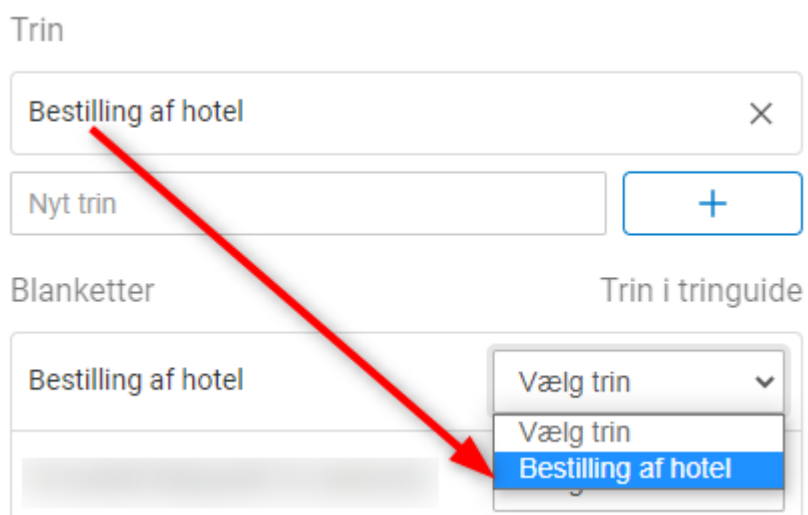 Trin
Bestilling af hotel
Nyt trin
Blanketter
Trin i tringuide
Bestilling af hotel
Vælg trin
Vælg trin
Bestilling af hotel